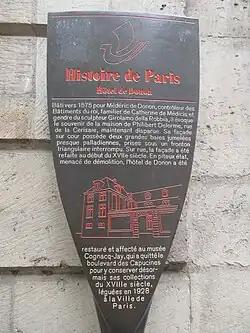 Histoire de Paris
Hôtel de Donon
Bâti vers 1575 pour Médéric de Donon, contrôleur des
Bâtiments du roi, familier de Catherine de Médicis et
gendre du sculpteur Girolamo della Robbia, il évoque
le souvenir de la maison de Philibert Delorme, rue
de la Cerisaie, maintenant disparue. Sa façade
sur cour possède deux grandes baies jumelées
presque palladiennes, prises sous un fronton
triangulaire interrompu. Sur rue, la façade a été
refaite au début du XVIIe siècle. En piteux état,
menacé de démolition, l'hôtel de Donon a été
restauré et affecté au musée
Cognacq-Jay, qui a quitté le
boulevard des Capucines
pour y conserver désor-
mais ses collections
du XVIIIe siècle,
léguées en 1928
à la Ville de
Paris.